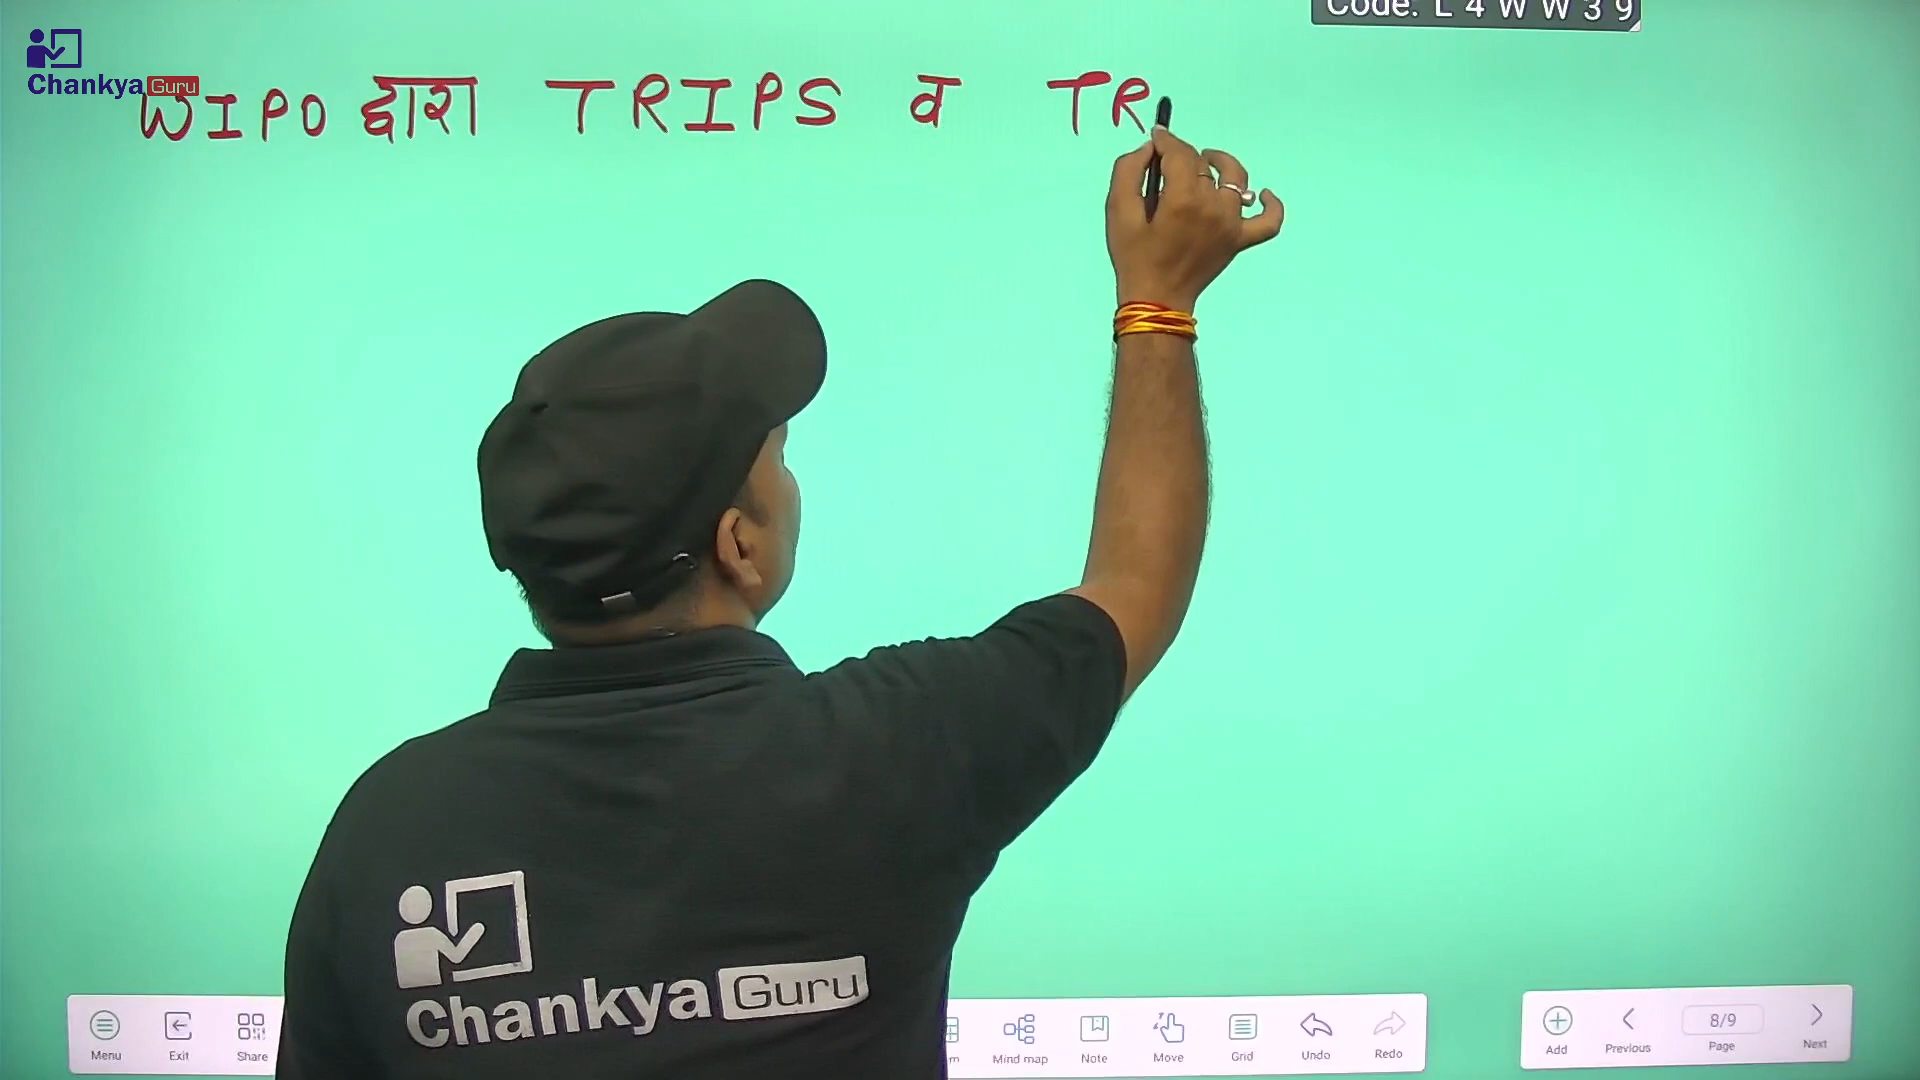 Code: L 4 W W 3 9
Chankya Guru
WIPO द्वारा TRIPS व TR
Chankya Guru
Menu Exit Share Mind map Note Move Grid Undo Redo Add Previous 8/9 Page Next